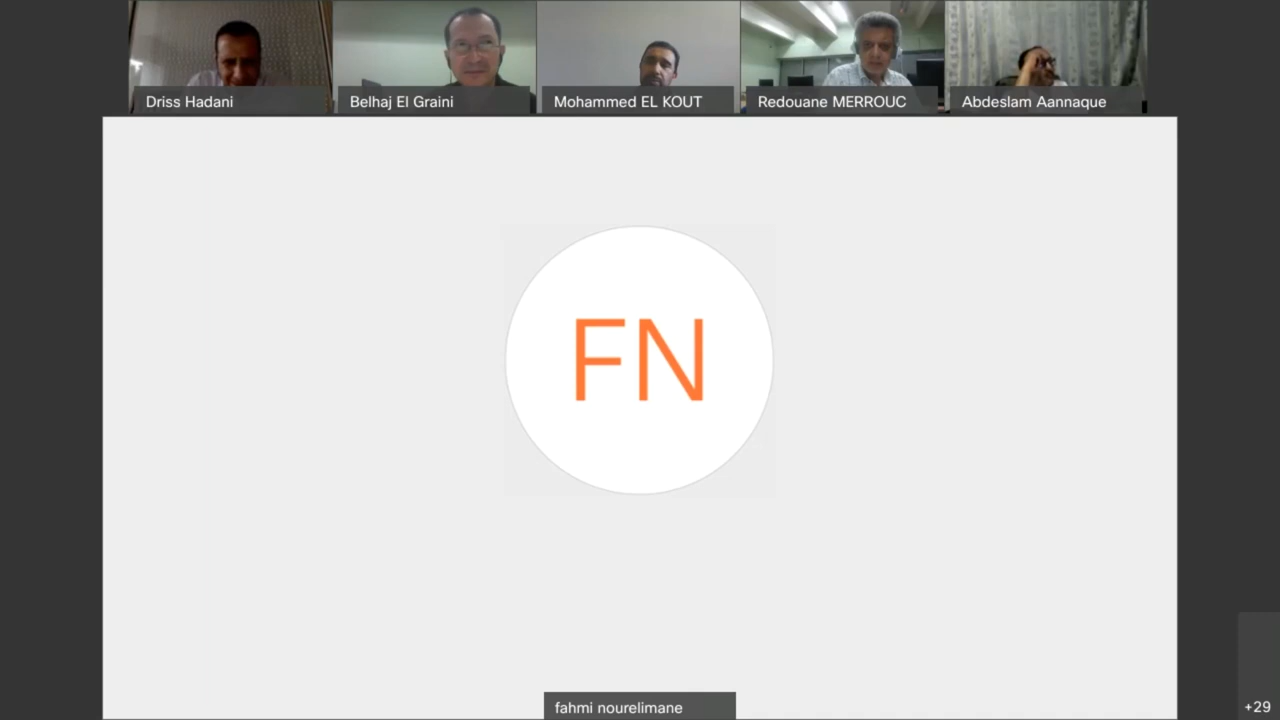 Driss Hadani
Belhaj El Graini
Mohammed EL KOUT
Redouane MERROUC
Abdeslam Aannaque
FN
fahmi nourelimane
+29